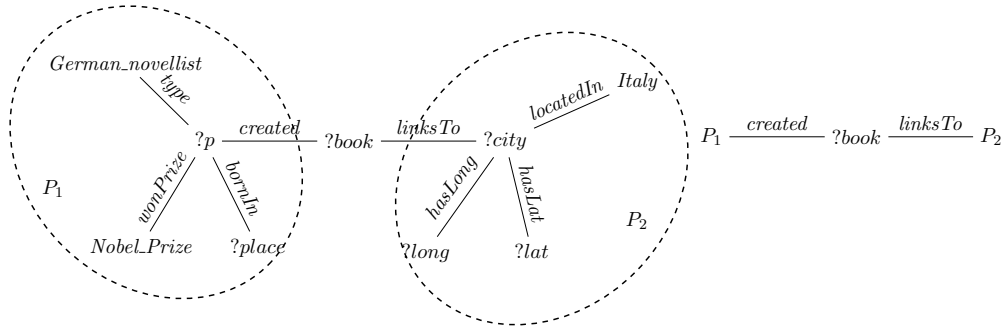 German_novellist
type
Italy
locatedIn
?p created ?book linksTo ?city
P1 created ?book linksTo P2
wonPrize
bornIn
hasLong
hasLat
P1
P2
Nobel_Prize
?place
?long
?lat